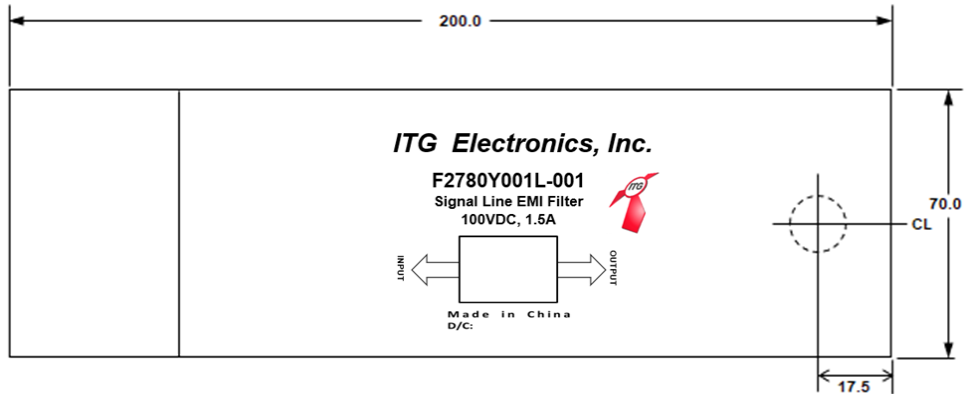 200.0
ITG Electronics, Inc.
F2780Y001L-001
Signal Line EMI Filter
100VDC, 1.5A
ITG
70.0
CL
INPUT
OUTPUT
Made in China
D/C:
17.5